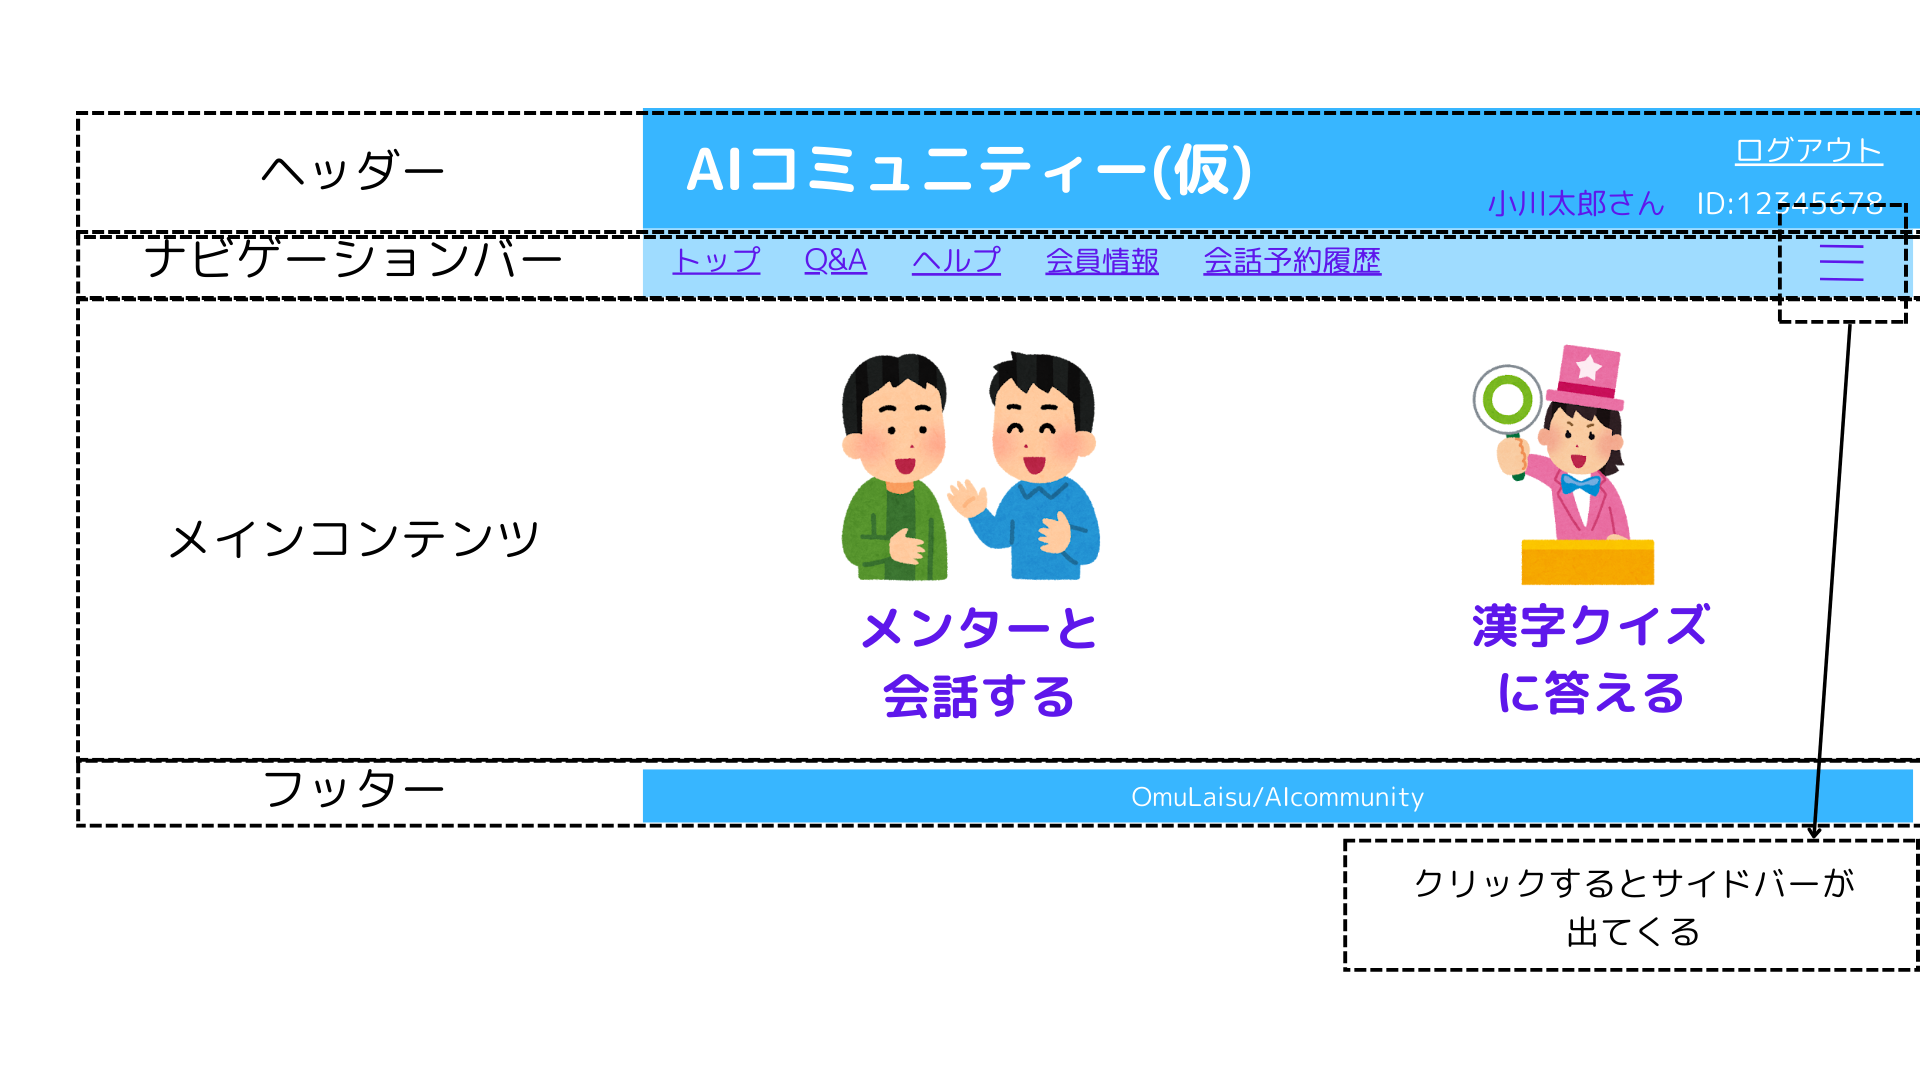 ヘッダー
AIコミュニティー(仮)
ログアウト
小川太郎さん ID:12345678
ナビゲーションバー
トップ Q&A ヘルプ 会員情報 会話予約履歴
メインコンテンツ
メンターと
会話する
漢字クイズ
に答える
フッター
OmuLaisu/AIcommunity
クリックするとサイドバーが
出てくる